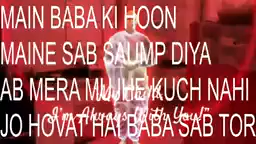 MAIN BABA KI HOON
MAINE SAB SAUMP DIYA
AB MERA MUJHE KUCH NAHI
I'm Always With You!"
JO HOVAT HAI BABA SAB TOR